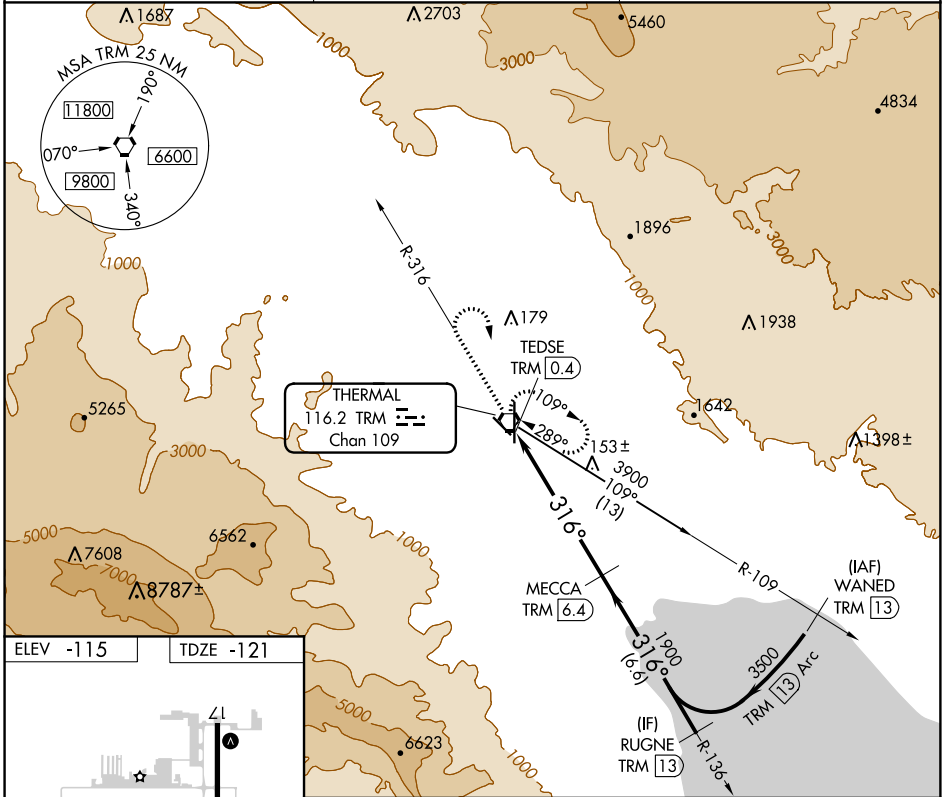 1687
2703
5460
1000
3000
MSA TRM 25 NM
190°
11800
4834
070°
6600
9800
340°
1000
1896
3000
R-316
1000
179
1938
TEDSE
TRM 0.4
THERMAL
116.2 TRM
Chan 109
109°
1642
5265
289°
153±
1398±
3000
3900
109°
(13)
316°
5000
6562
1000
7608
7000
8787±
R-109
(IAF)
WANED
TRM 13
MECCA
TRM 6.4
ELEV -115
TDZE -121
1900
316°
(6.6)
3500
TRM 13 Arc
5000
17
(IF)
RUGNE
TRM 13
6623
R-136
1000